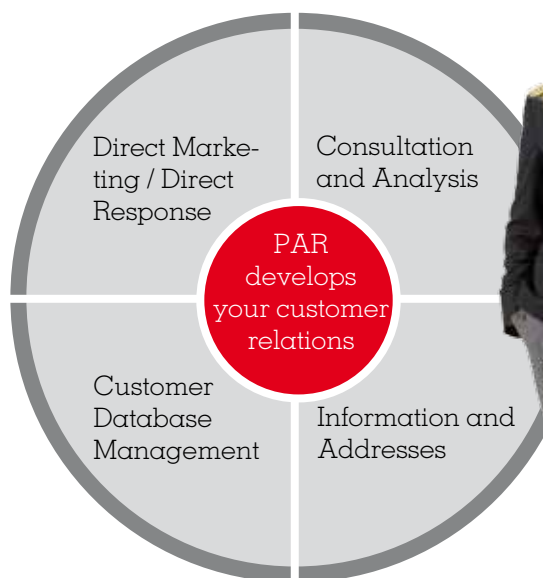 Direct Marke-
ting / Direct
Response
Consultation
and Analysis
PAR
develops
your customer
relations
Customer
Database
Management
Information and
Addresses